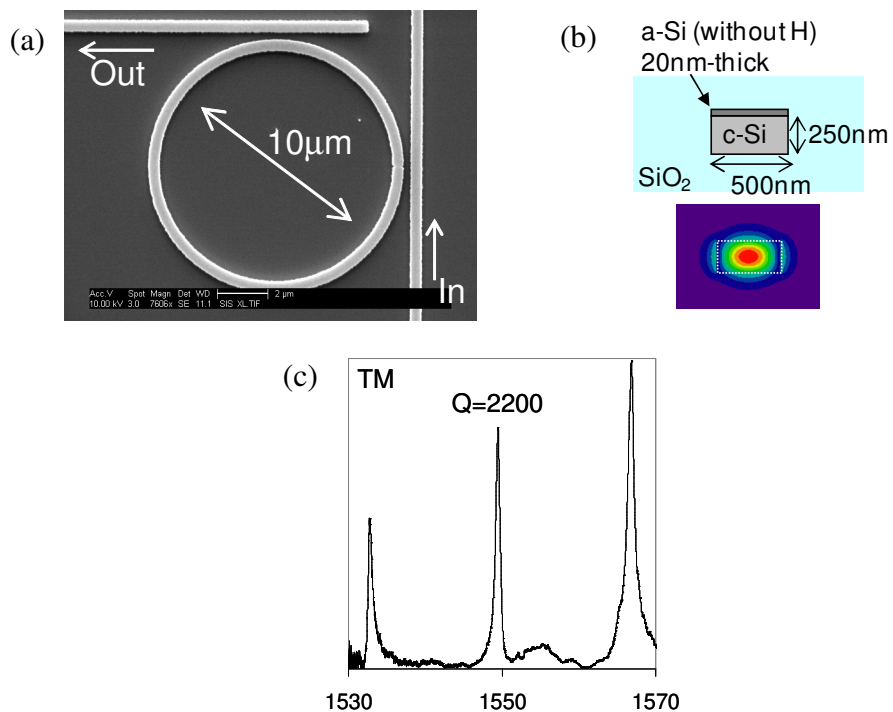 (a)
Out
10μm
In
Acc.V Spot Magn Det WD 2 μm
10.00 kV 3.0 7606x SE 11.1 SIS XL.TIF
(b)
a-Si (without H)
20nm-thick
c-Si
250nm
SiO₂
500nm
(c)
TM
Q=2200
1530 1550 1570